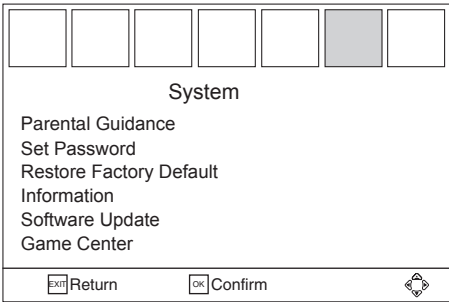 System
Parental Guidance
Set Password
Restore Factory Default
Information
Software Update
Game Center
EXIT Return OK Confirm